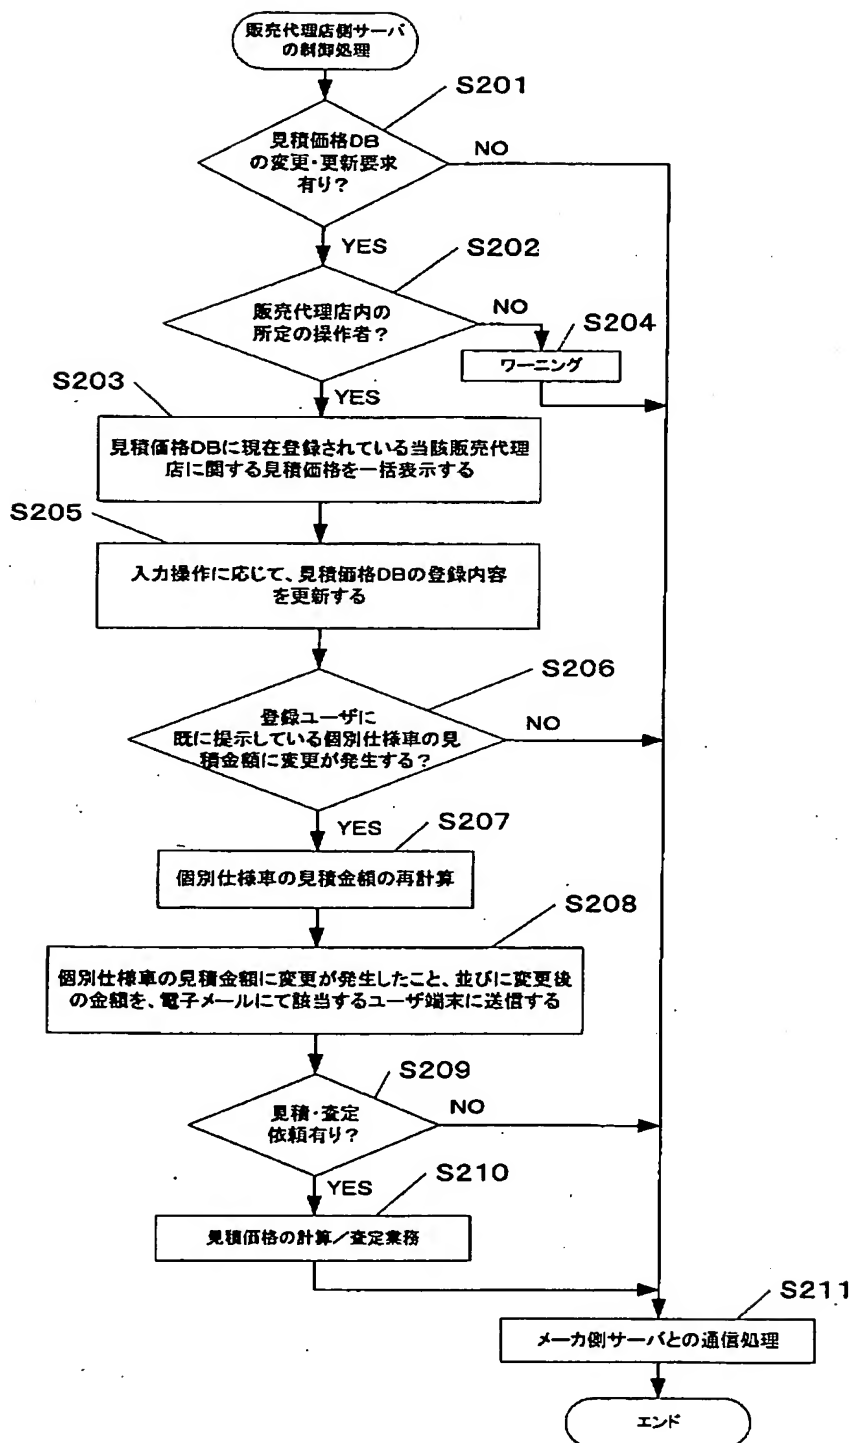 販売代理店側サーバ
の制御処理
S201
見積価格DB
の変更・更新要求
有り?
NO
YES
S202
販売代理店内の
所定の操作者?
NO
S204
ワーニング
YES
S203
見積価格DBに現在登録されている当該販売代理
店に関する見積価格を一括表示する
S205
入力操作に応じて、見積価格DBの登録内容
を更新する
S206
登録ユーザに
既に提示している個別仕様車の見
積金額に変更が発生する?
NO
YES
S207
個別仕様車の見積金額の再計算
S208
個別仕様車の見積金額に変更が発生したこと、並びに変更後
の金額を、電子メールにて該当するユーザ端末に送信する
S209
見積・査定
依頼有り?
NO
YES
S210
見積価格の計算/査定業務
S211
メーカ側サーバとの通信処理
エンド